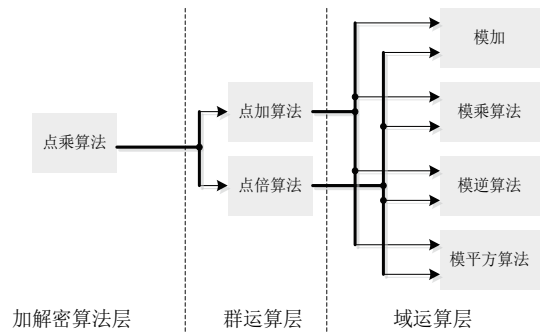 模加
点加算法
模乘算法
点乘算法
点倍算法
模逆算法
模平方算法
加解密算法层
群运算层
域运算层